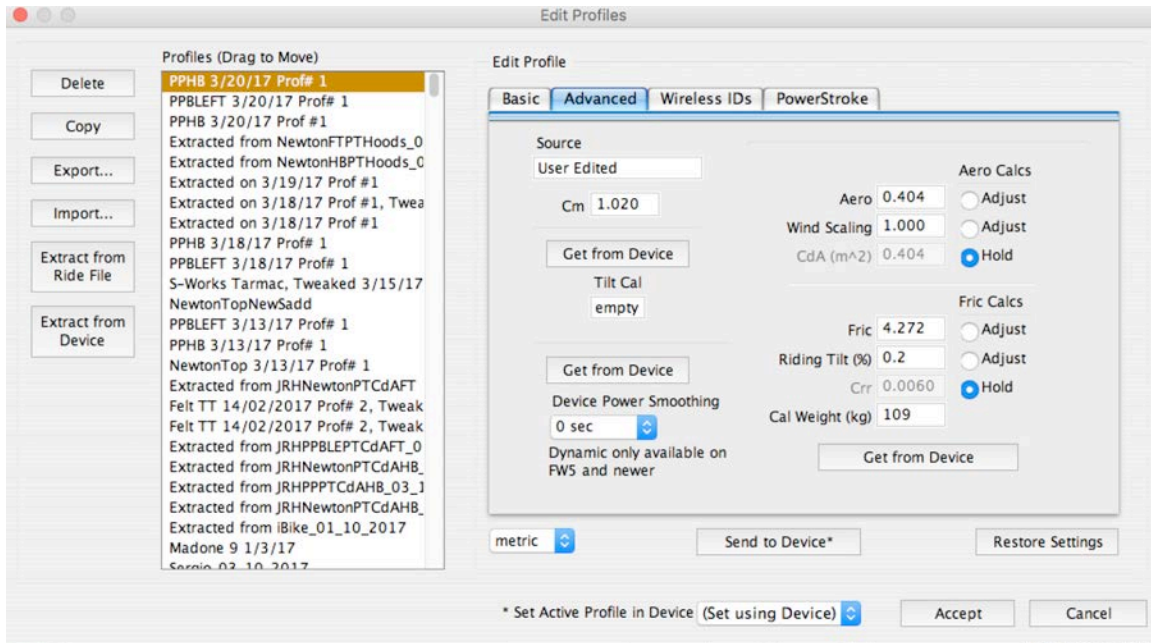 Edit Profiles
Delete
Copy
Export...
Import...
Extract from
Ride File
Extract from
Device
Profiles (Drag to Move)
PPHB 3/20/17 Prof# 1
PPBLEFT 3/20/17 Prof# 1
PPHB 3/20/17 Prof #1
Extracted from NewtonFTPTHoods_0
Extracted from NewtonHBPTHoods_0
Extracted on 3/19/17 Prof #1
Extracted on 3/18/17 Prof #1, Twea
Extracted on 3/18/17 Prof #1
PPHB 3/18/17 Prof# 1
PPBLEFT 3/18/17 Prof# 1
S-Works Tarmac, Tweaked 3/15/17
NewtonTopNewSadd
PPBLEFT 3/13/17 Prof# 1
PPHB 3/13/17 Prof# 1
NewtonTop 3/13/17 Prof# 1
Extracted from JRHNewtonPTCdAFT
Felt TT 14/02/2017 Prof# 2, Tweak
Felt TT 14/02/2017 Prof# 2, Tweak
Extracted from JRHPPBLEPTCdAFT_0
Extracted from JRHNewtonPTCdAHB_
Extracted from JRHPPPTCdAHB_03_1
Extracted from JRHNewtonPTCdAHB_
Extracted from iBike_01_10_2017
Madone 9 1/3/17
Sergio 03 10 2017
Edit Profile
Basic Advanced Wireless IDs PowerStroke
Source
User Edited
Cm 1.020
Get from Device
Tilt Cal
empty
Get from Device
Device Power Smoothing
0 sec
Dynamic only available on
FW5 and newer
Aero Calcs
Aero 0.404 Adjust
Wind Scaling 1.000 Adjust
CdA (m^2) 0.404 Hold
Fric Calcs
Fric 4.272 Adjust
Riding Tilt (%) 0.2 Adjust
Crr 0.0060 Hold
Cal Weight (kg) 109
Get from Device
metric Send to Device* Restore Settings
* Set Active Profile in Device (Set using Device) Accept Cancel